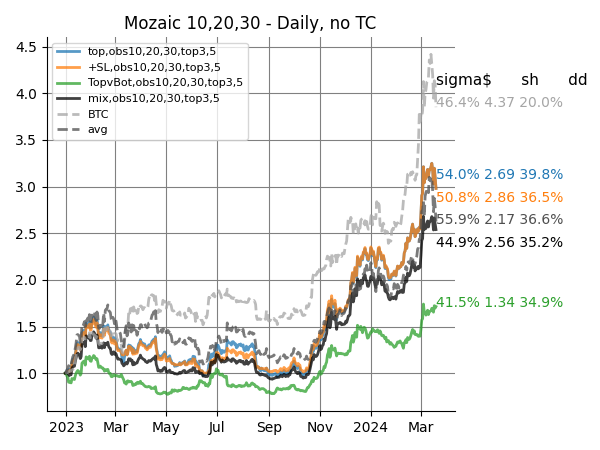 Mozaic 10,20,30 - Daily, no TC
top,obs10,20,30,top3,5
+SL,obs10,20,30,top3,5
TopvBot,obs10,20,30,top3,5
mix,obs10,20,30,top3,5
BTC
avg
sigma$ sh dd
46.4% 4.37 20.0%
54.0% 2.69 39.8%
50.8% 2.86 36.5%
55.9% 2.17 36.6%
44.9% 2.56 35.2%
41.5% 1.34 34.9%
4.5
4.0
3.5
3.0
2.5
2.0
1.5
1.0
2023 Mar May Jul Sep Nov 2024 Mar